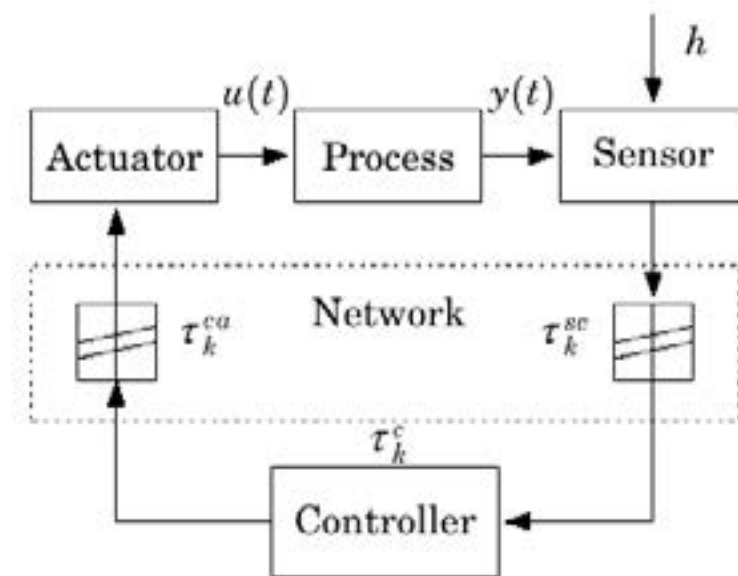 h
u(t) y(t)
Actuator Process Sensor
Network
τ_k^{ca} τ_k^{sc}
τ_k^c
Controller